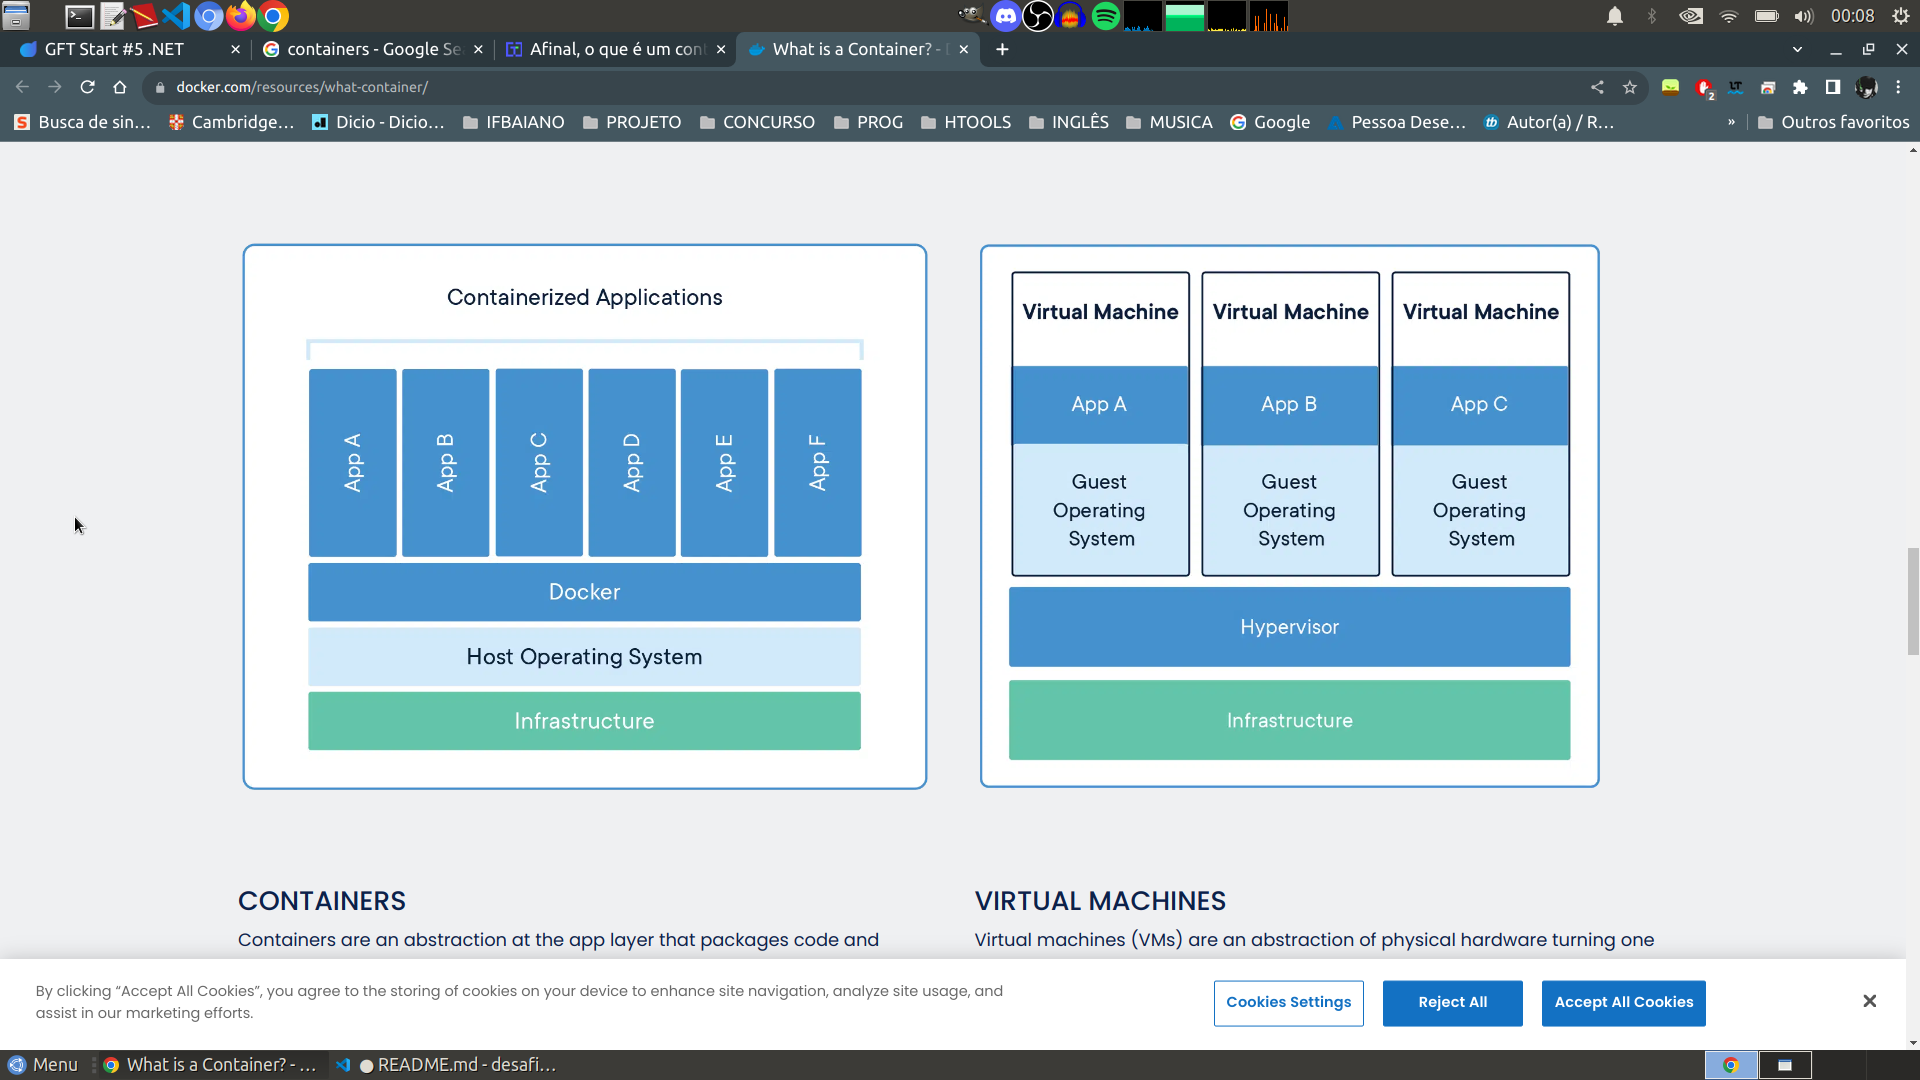 00:08
GFT Start #5 .NET
containers - Google Se
Afinal, o que é um cont
What is a Container? - D
docker.com/resources/what-container/
2
Busca de sin...
Cambridge...
Dicio - Dicio...
IFBAIANO
PROJETO
CONCURSO
PROG
HTOOLS
INGLÊS
MUSICA
Google
Pessoa Dese...
Autor(a) / R...
»
Outros favoritos
Containerized Applications
App A
App B
App C
App D
App E
App F
Docker
Host Operating System
Infrastructure
Virtual Machine
App A
Guest
Operating
System
Virtual Machine
App B
Guest
Operating
System
Virtual Machine
App C
Guest
Operating
System
Hypervisor
Infrastructure
CONTAINERS
Containers are an abstraction at the app layer that packages code and
VIRTUAL MACHINES
Virtual machines (VMs) are an abstraction of physical hardware turning one
By clicking “Accept All Cookies”, you agree to the storing of cookies on your device to enhance site navigation, analyze site usage, and
assist in our marketing efforts.
Cookies Settings
Reject All
Accept All Cookies
Menu
What is a Container? - ...
README.md - desafi...